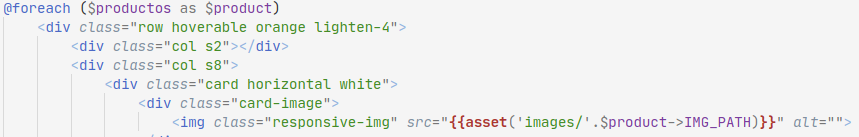 @foreach ($productos as $product)
<div class="row hoverable orange lighten-4">
<div class="col s2"></div>
<div class="col s8">
<div class="card horizontal white">
<div class="card-image">
<img class="responsive-img" src="{{asset('images/'.$product->IMG_PATH)}}" alt="">